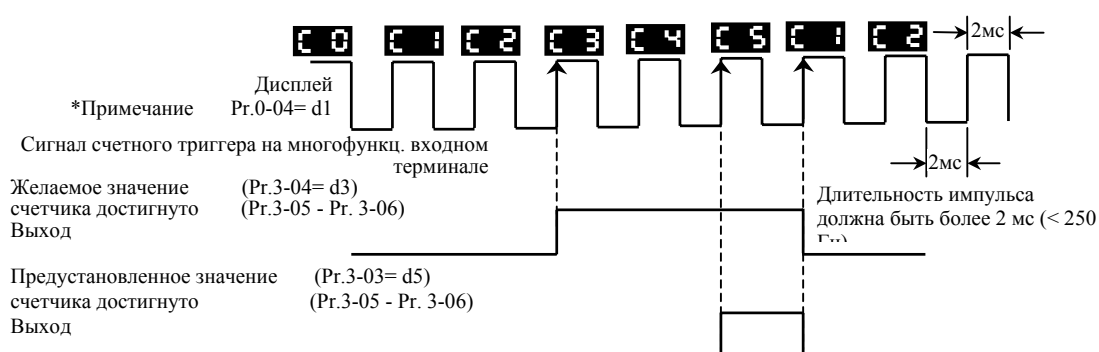 C 0 C 1 C 2 C 3 C 4 C 5 C 1 C 2 2мс
Дисплей
*Примечание Pr.0-04= d1
Сигнал счетного триггера на многофункц. входном
терминале
2мс
Желаемое значение (Pr.3-04= d3)
счетчика достигнуто (Pr.3-05 - Pr. 3-06)
Выход
Длительность импульса
должна быть более 2 мс (< 250
Гц)
Предустановленное значение (Pr.3-03= d5)
счетчика достигнуто (Pr.3-05 - Pr. 3-06)
Выход